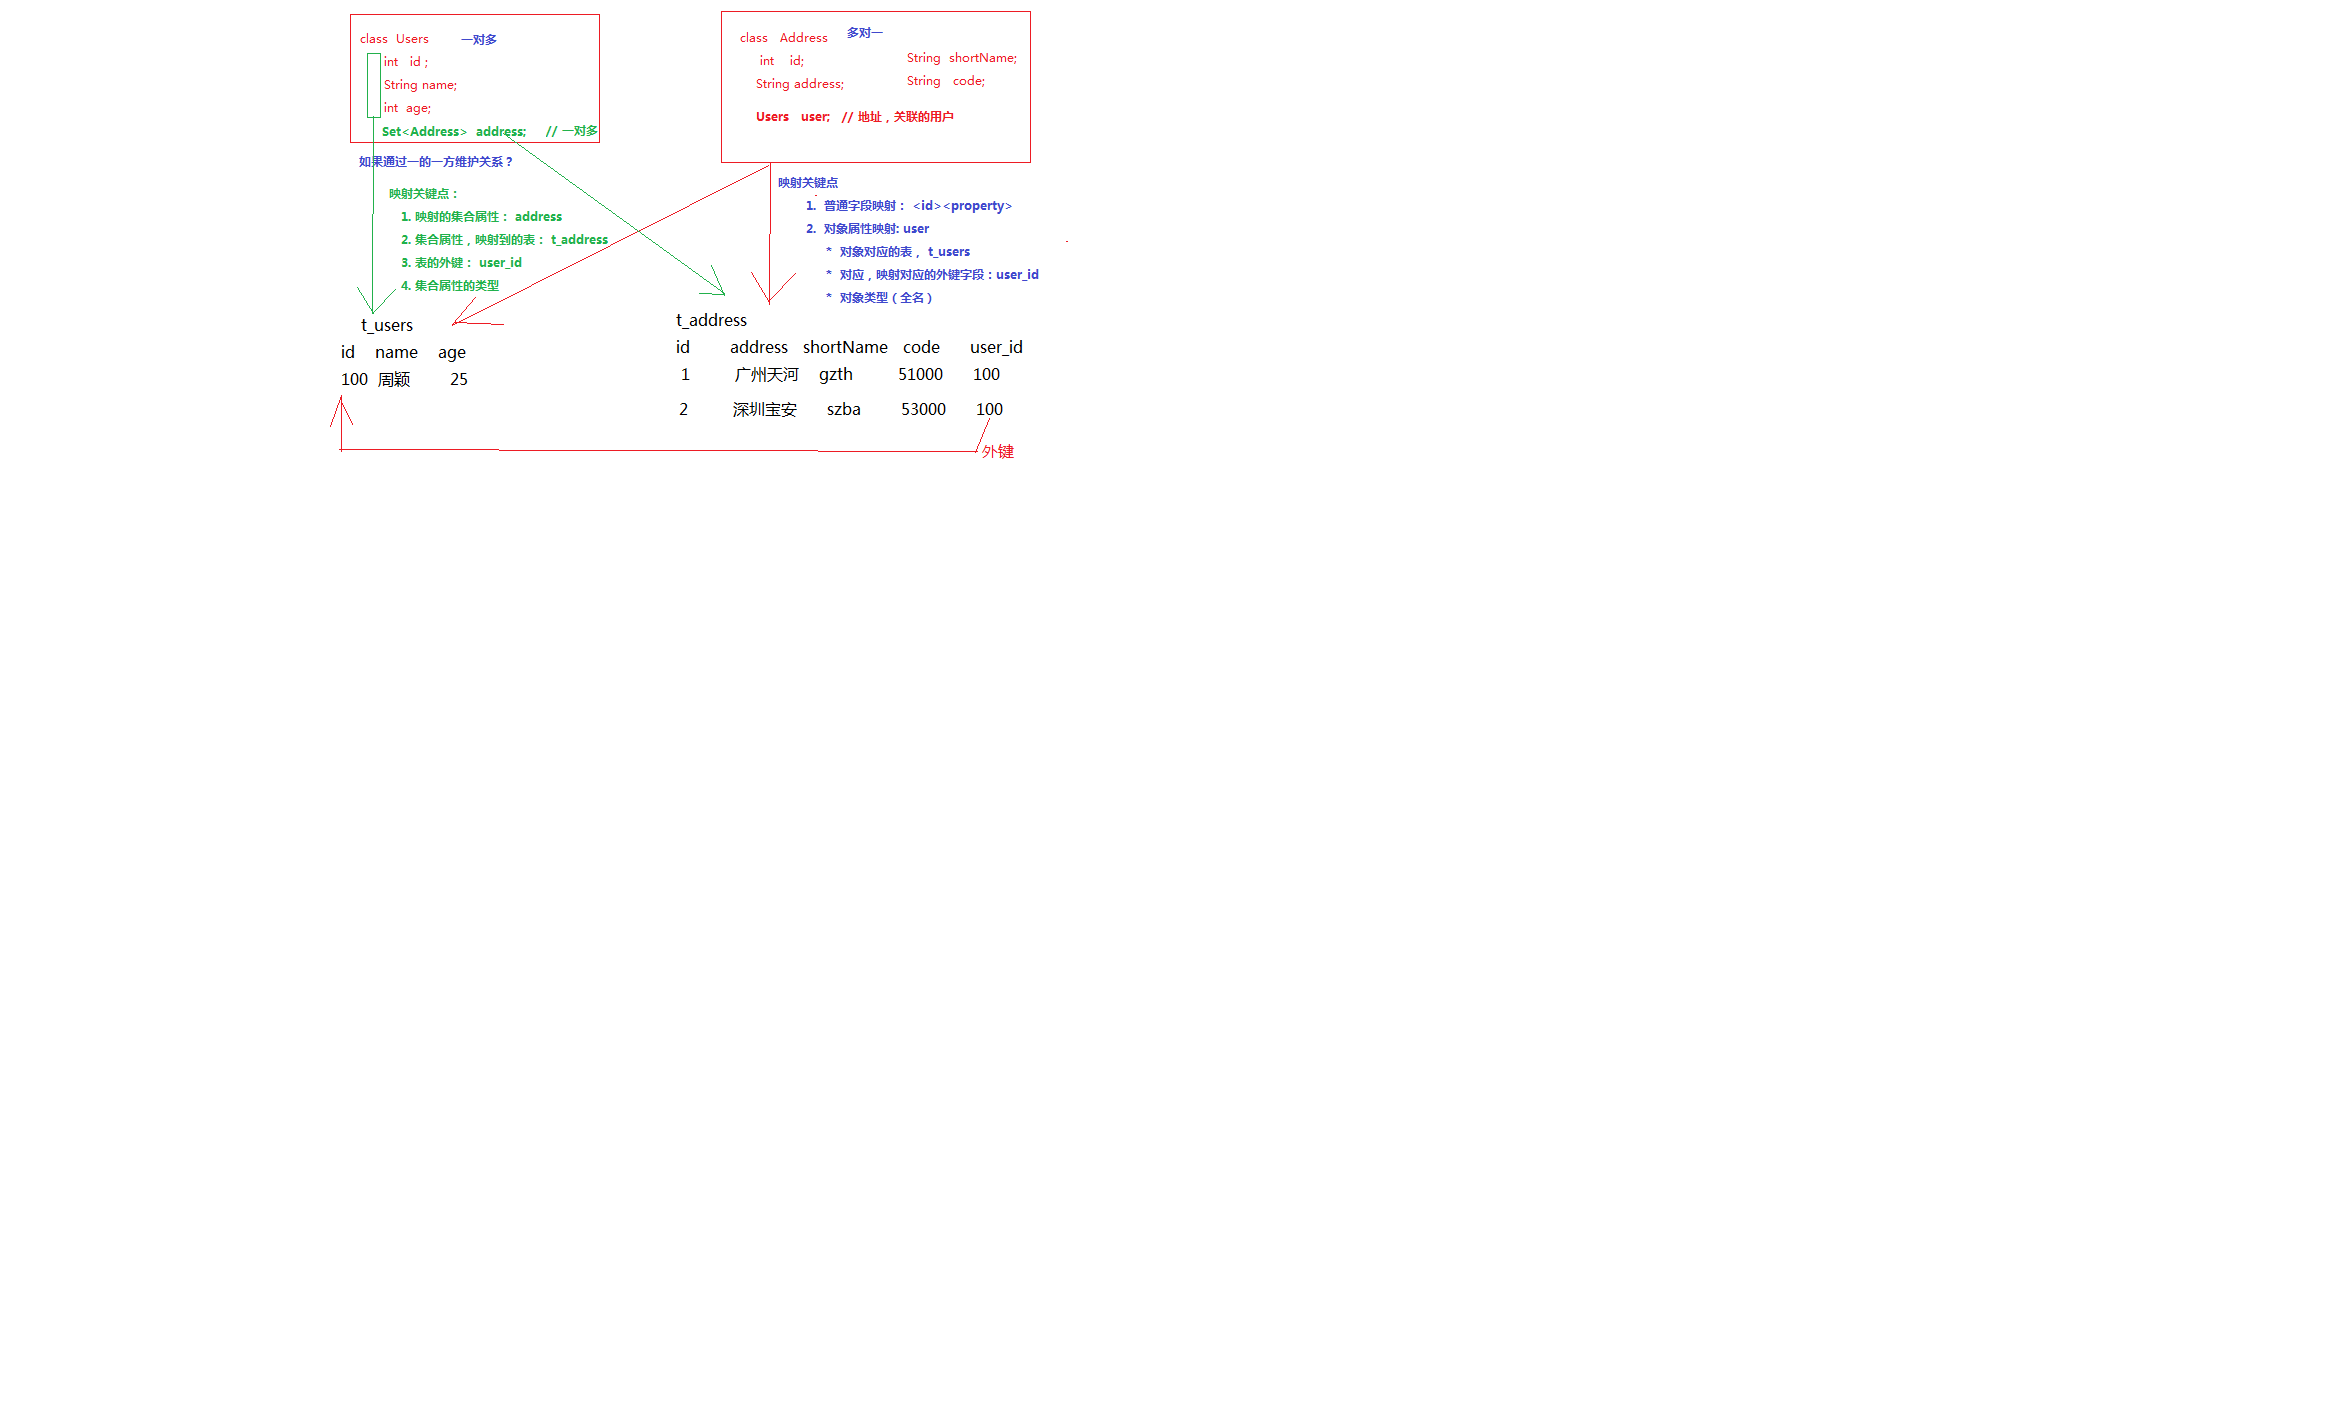 class Users 一对多
int id ;
String name;
int age;
Set<Address> address; // 一对多
如果通过一的一方维护关系？
映射关键点：
1. 映射的集合属性： address
2. 集合属性，映射到的表： t_address
3. 表的外键： user_id
4. 集合属性的类型
class Address 多对一
int id;
String address;
String shortName;
String code;
Users user; // 地址，关联的用户
映射关键点
1. 普通字段映射： <id><property>
2. 对象属性映射: user
* 对象对应的表， t_users
* 对应，映射对应的外键字段：user_id
* 对象类型（全名）
t_users
id name age
100 周颖 25
t_address
id address shortName code user_id
1 广州天河 gzth 51000 100
2 深圳宝安 szba 53000 100
外键